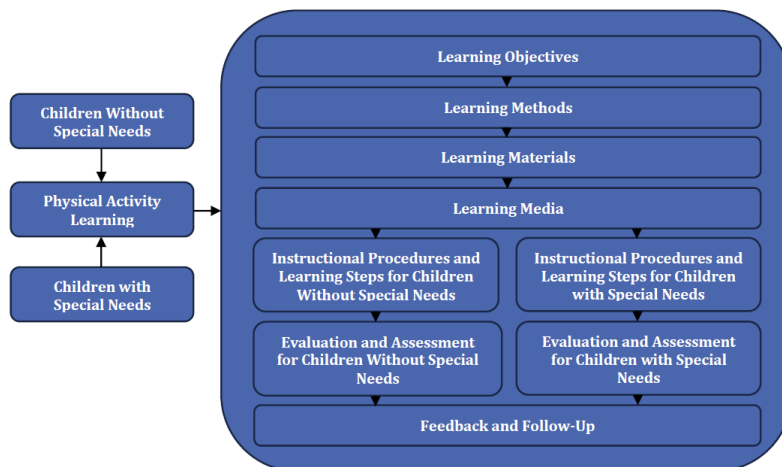 Children Without
Special Needs
Physical Activity
Learning
Children with
Special Needs
Learning Objectives
Learning Methods
Learning Materials
Learning Media
Instructional Procedures and
Learning Steps for Children
Without Special Needs
Instructional Procedures and
Learning Steps for Children
with Special Needs
Evaluation and Assessment
for Children Without Special
Needs
Evaluation and Assessment
for Children with Special
Needs
Feedback and Follow-Up